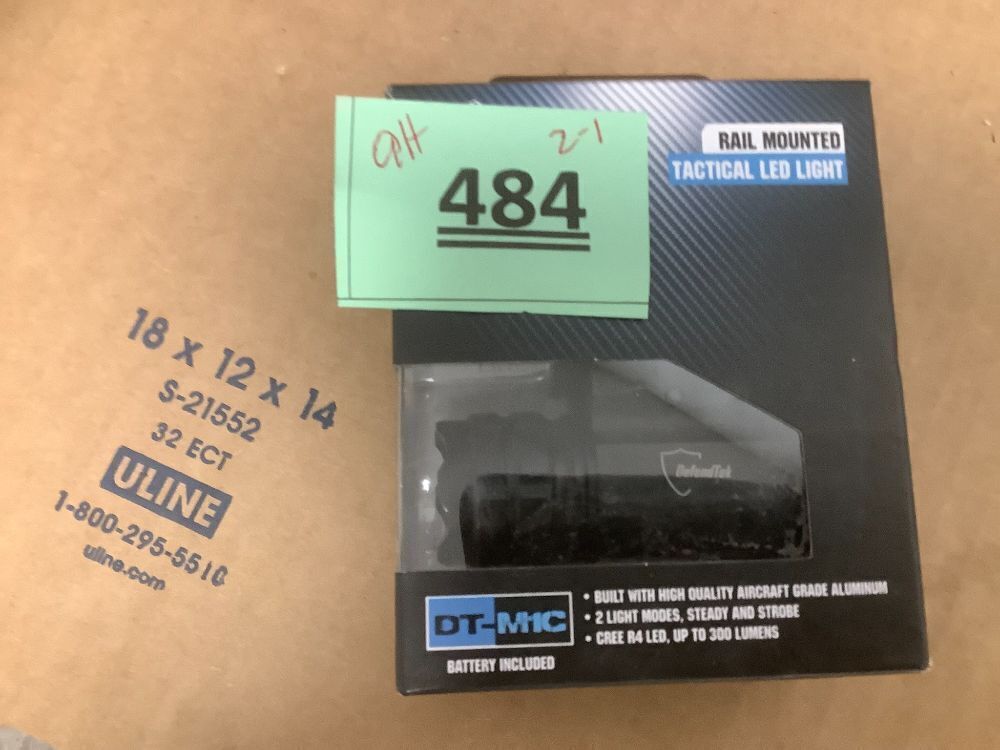 9H 2-1
484
RAIL MOUNTED
TACTICAL LED LIGHT
18 x 12 x 14
S-21552
32 ECT
ULINE
1-800-295-5510
uline.com
DefendTek
DT-M1C
BATTERY INCLUDED
• BUILT WITH HIGH QUALITY AIRCRAFT GRADE ALUMINUM
• 2 LIGHT MODES, STEADY AND STROBE
• CREE R4 LED, UP TO 300 LUMENS